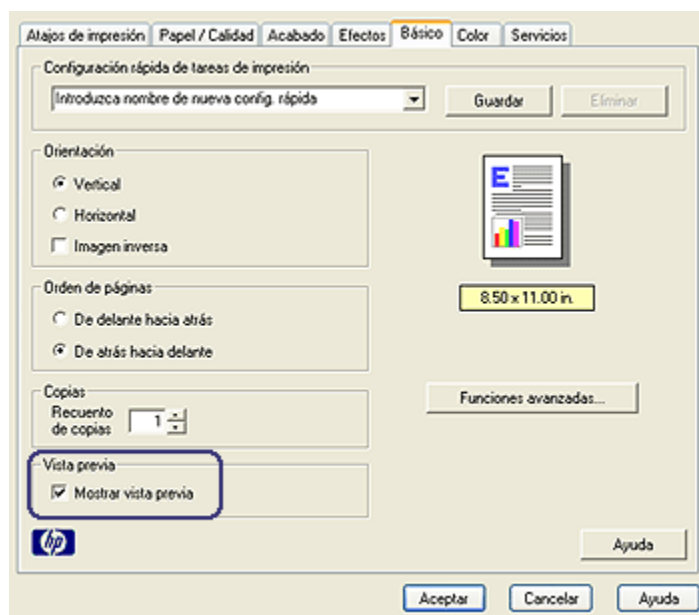 Atajos de impresión Papel / Calidad Acabado Efectos Básico Color Servicios
Configuración rápida de tareas de impresión
Introduzca nombre de nueva config. rápida Guardar Eliminar
Orientación
Vertical
Horizontal
Imagen inversa
E
8.50 x 11.00 in.
Orden de páginas
De delante hacia atrás
De atrás hacia delante
Copias
Recuento
de copias 1
Funciones avanzadas...
Vista previa
Mostrar vista previa
hp
Ayuda
Aceptar Cancelar Ayuda